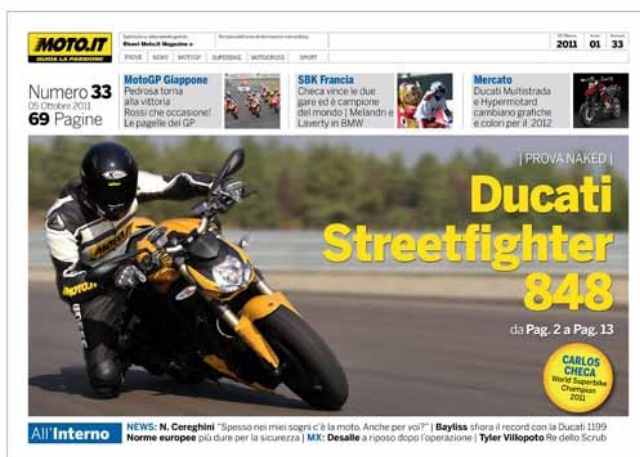 MOTO.IT
GUIDA LA PASSIONE
Ricevi Moto.it Magazine »
PROVE | NEWS | MOTOGP | SUPERBIKE | MOTOCROSS | SPORT
2011 01 33
Numero 33
05 Ottobre 2011
69 Pagine
MotoGP Giappone
Pedrosa torna
alla vittoria
Rossi che occasione!
Le pagelle del GP
SBK Francia
Checa vince le due
gare ed è campione
del mondo | Melandri e
Laverty in BMW
Mercato
Ducati Multistrada
e Hypermotard
cambiano grafiche
e colori per il 2012
| PROVA NAKED |
Ducati
Streetfighter
848
da Pag. 2 a Pag. 13
CARLOS
CHECA
World Superbike
Champion
2011
MOTO.IT
All'Interno
NEWS: N. Cereghini "Spesso nei miei sogni c'è la moto. Anche per voi?" | Bayliss sfiora il record con la Ducati 1199
Norme europee più dure per la sicurezza | MX: Desalle a riposo dopo l'operazione | Tyler Villopoto Re dello Scrub